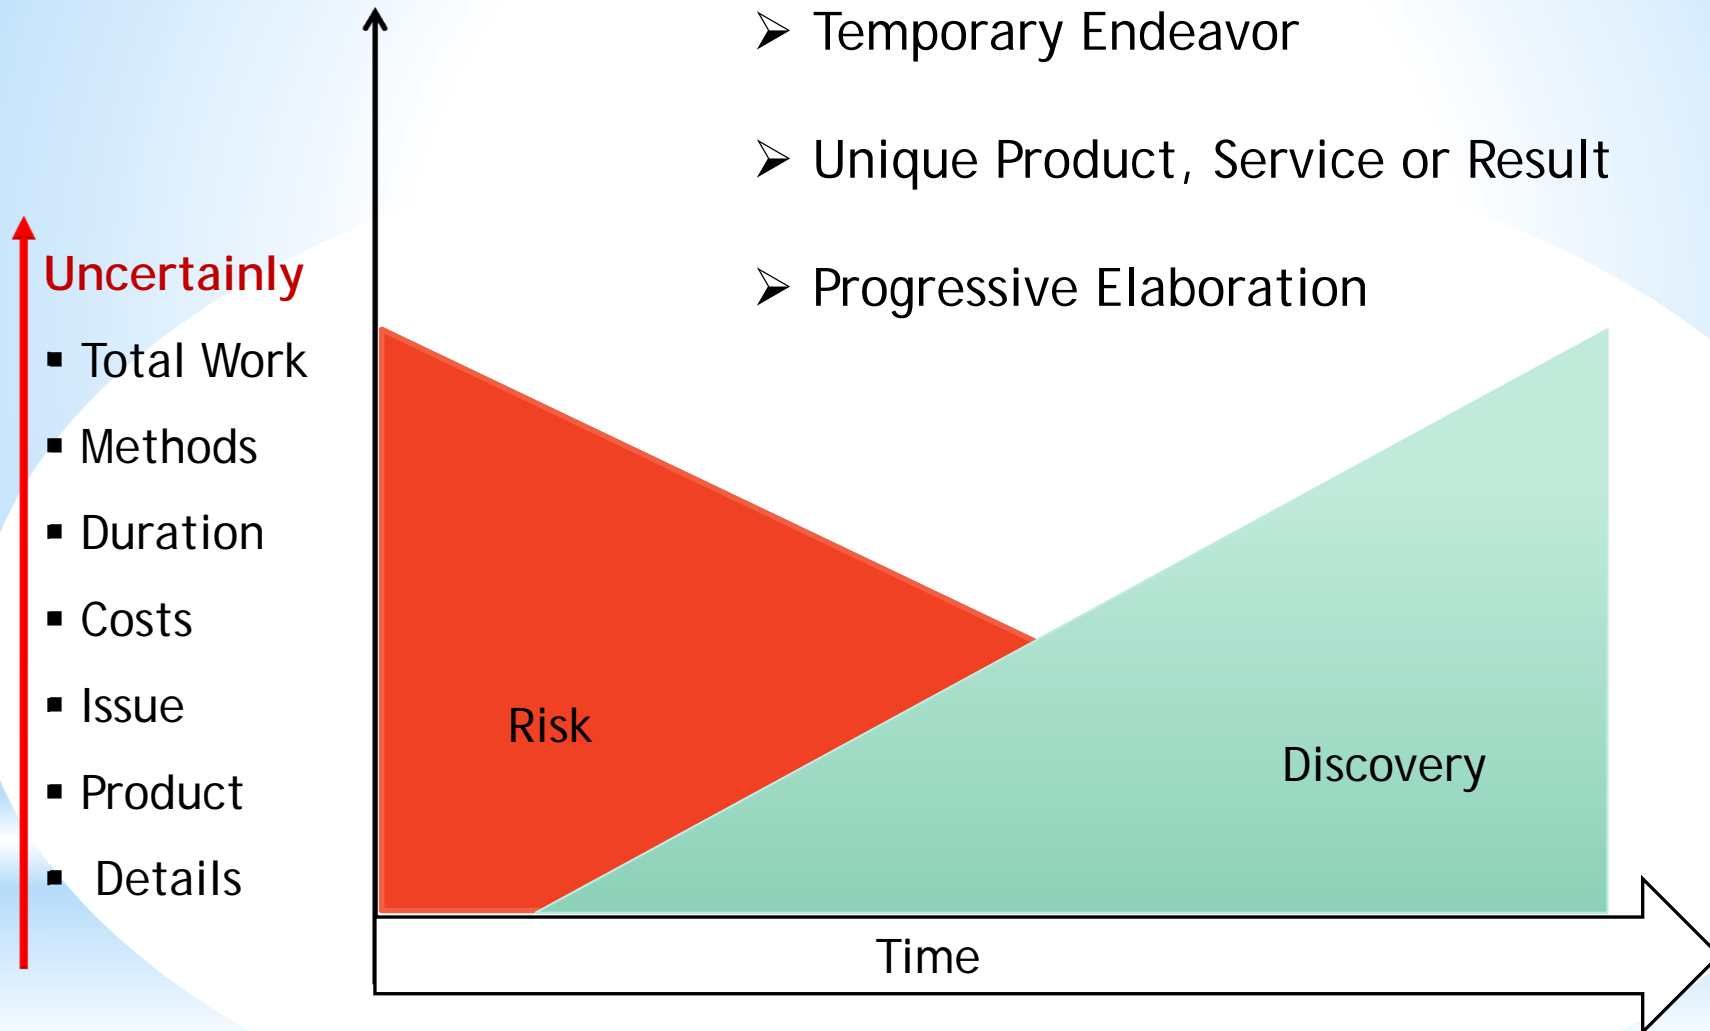 ➢ Temporary Endeavor
➢ Unique Product, Service or Result
➢ Progressive Elaboration
Uncertainly
▪ Total Work
▪ Methods
▪ Duration
▪ Costs
▪ Issue
▪ Product
▪ Details
Risk
Discovery
Time